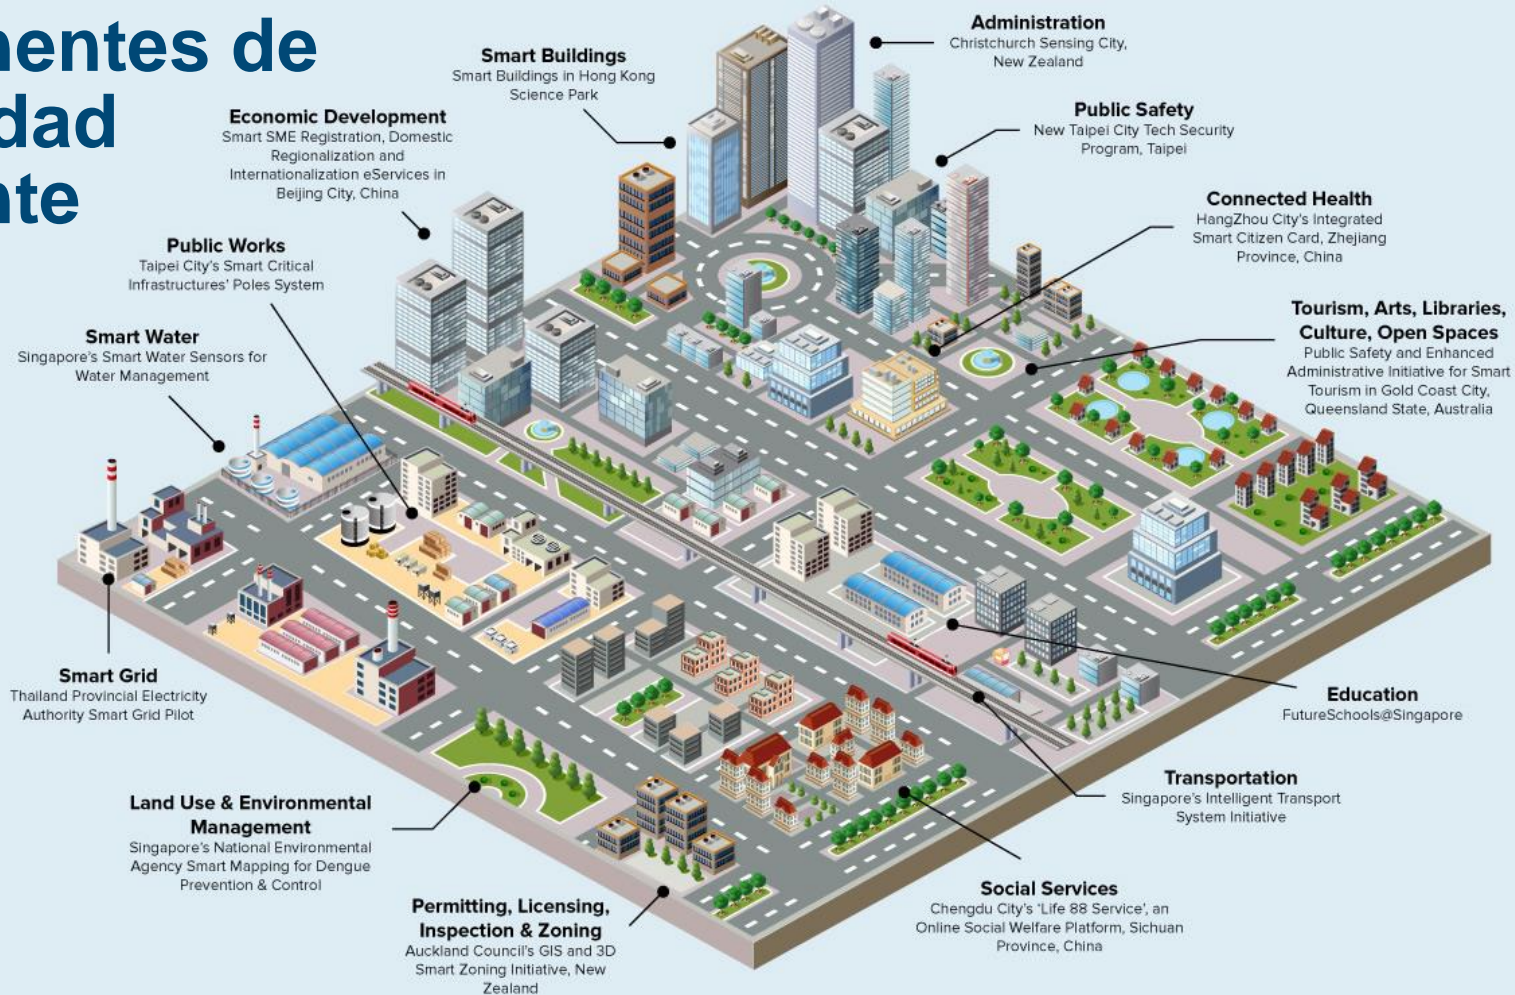 nentes de
dad
nte
Administration
Christchurch Sensing City,
New Zealand
Smart Buildings
Smart Buildings in Hong Kong
Science Park
Economic Development
Smart SME Registration, Domestic
Regionalization and
Internationalization eServices in
Beijing City, China
Public Safety
New Taipei City Tech Security
Program, Taipei
Connected Health
HangZhou City's Integrated
Smart Citizen Card, Zhejiang
Province, China
Public Works
Taipei City's Smart Critical
Infrastructures' Poles System
Tourism, Arts, Libraries,
Culture, Open Spaces
Public Safety and Enhanced
Administrative Initiative for Smart
Tourism in Gold Coast City,
Queensland State, Australia
Smart Water
Singapore's Smart Water Sensors for
Water Management
Smart Grid
Thailand Provincial Electricity
Authority Smart Grid Pilot
Education
FutureSchools@Singapore
Transportation
Singapore's Intelligent Transport
System Initiative
Land Use & Environmental
Management
Singapore's National Environmental
Agency Smart Mapping for Dengue
Prevention & Control
Social Services
Chengdu City's 'Life 88 Service', an
Online Social Welfare Platform, Sichuan
Province, China
Permitting, Licensing,
Inspection & Zoning
Auckland Council's GIS and 3D
Smart Zoning Initiative, New
Zealand